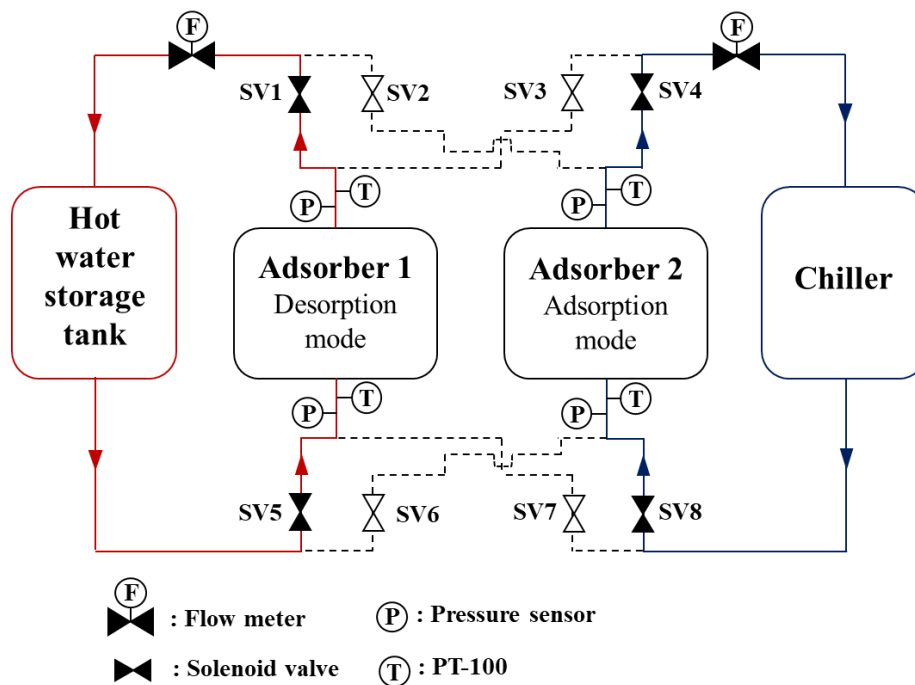 F
F
SV1
SV2
SV3
SV4
T
T
P
P
Hot
water
storage
tank
Adsorber 1
Desorption
mode
Adsorber 2
Adsorption
mode
Chiller
T
T
P
P
SV5
SV6
SV7
SV8
F
: Flow meter
P
: Pressure sensor
: Solenoid valve
T
: PT-100